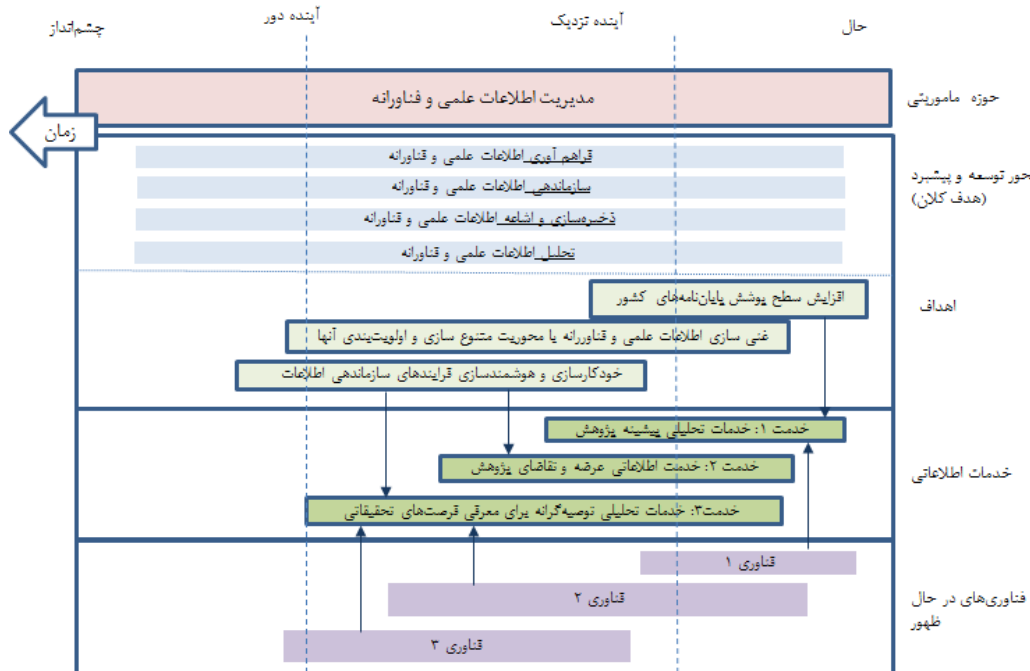 حال
آینده نزدیک
آینده دور
چشم‌انداز
حوزه ماموریتی
مدیریت اطلاعات علمی و فناورانه
زمان
حور توسعه و پیشبرد
(هدف کلان)
فراهم آوری اطلاعات علمی و فناورانه
سازماندهی اطلاعات علمی و فناورانه
ذخیره‌سازی و اشاعه اطلاعات علمی و فناورانه
تحلیل اطلاعات علمی و فناورانه
اهداف
افزایش سطح پوشش پایان‌نامه‌های کشور
غنی سازی اطلاعات علمی و فناوررانه با محوریت متنوع سازی و اولویت‌بندی آنها
خودکارسازی و هوشمندسازی فرایندهای سازماندهی اطلاعات
خدمات اطلاعاتی
خدمت ۱: خدمات تحلیلی پیشینه پژوهش
خدمت ۲: خدمت اطلاعاتی عرضه و تقاضای پژوهش
خدمت۳: خدمات تحلیلی توصیه‌گرانه برای معرفی فرصت‌های تحقیقاتی
فناوری‌های در حال
ظهور
فناوری ۱
فناوری ۲
فناوری ۳